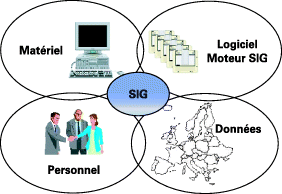 Matériel
Logiciel
Moteur SIG
SIG
Personnel
Données